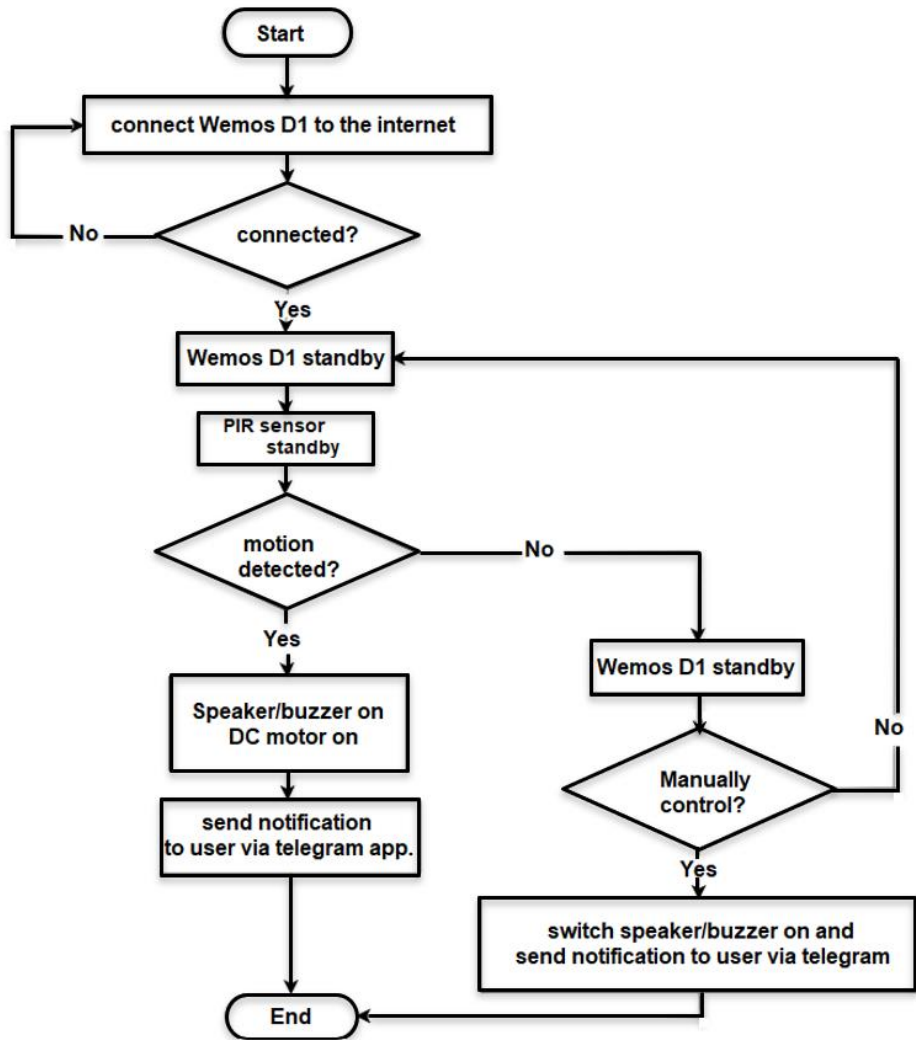 Start
connect Wemos D1 to the internet
No
connected?
Yes
Wemos D1 standby
PIR sensor
standby
motion
detected?
No
Yes
Wemos D1 standby
Speaker/buzzer on
DC motor on
No
Manually
control?
send notification
to user via telegram app.
Yes
switch speaker/buzzer on and
send notification to user via telegram
End